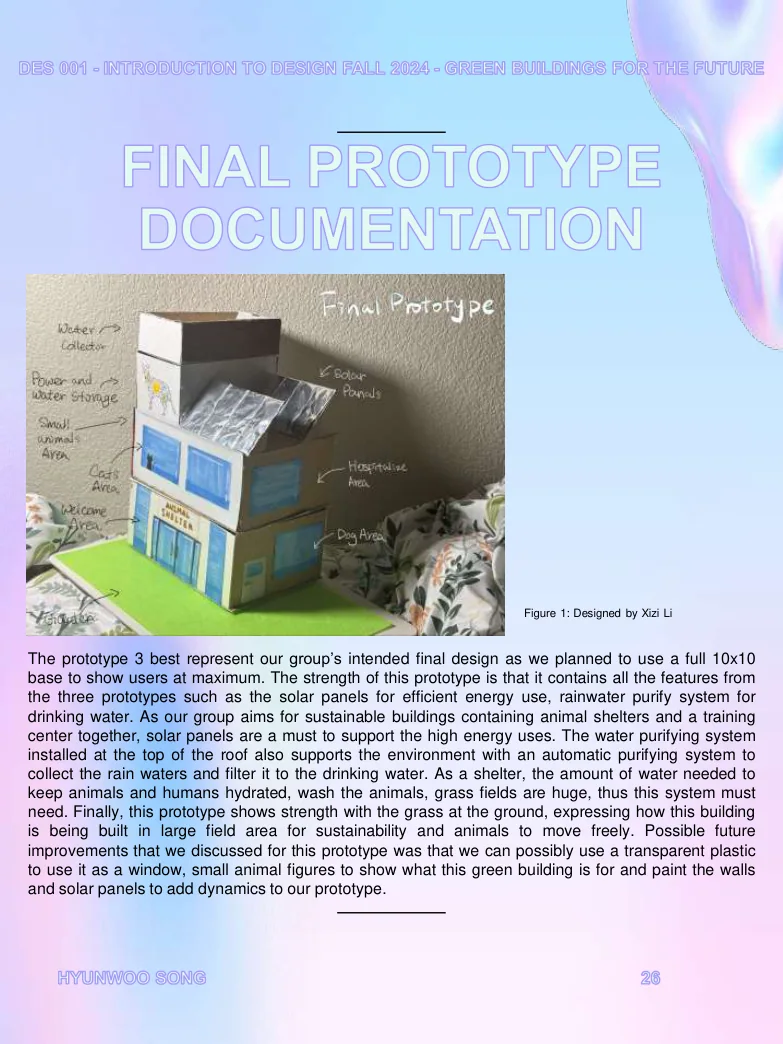 DES 001 - INTRODUCTION TO DESIGN FALL 2024 - GREEN BUILDINGS FOR THE FUTURE
FINAL PROTOTYPE
DOCUMENTATION
Final Prototype
Water
Collector
Solar
Panals
Power and
Water Storage
Small
animals
Area
Cats
Area
Hospitalize
Area
Welcome
Area
ANIMAL
SHELTER
Dog Area
Garden
Figure 1: Designed by Xizi Li
The prototype 3 best represent our group's intended final design as we planned to use a full 10x10
base to show users at maximum. The strength of this prototype is that it contains all the features from
the three prototypes such as the solar panels for efficient energy use, rainwater purify system for
drinking water. As our group aims for sustainable buildings containing animal shelters and a training
center together, solar panels are a must to support the high energy uses. The water purifying system
installed at the top of the roof also supports the environment with an automatic purifying system to
collect the rain waters and filter it to the drinking water. As a shelter, the amount of water needed to
keep animals and humans hydrated, wash the animals, grass fields are huge, thus this system must
need. Finally, this prototype shows strength with the grass at the ground, expressing how this building
is being built in large field area for sustainability and animals to move freely. Possible future
improvements that we discussed for this prototype was that we can possibly use a transparent plastic
to use it as a window, small animal figures to show what this green building is for and paint the walls
and solar panels to add dynamics to our prototype.
HYUNWOO SONG
26